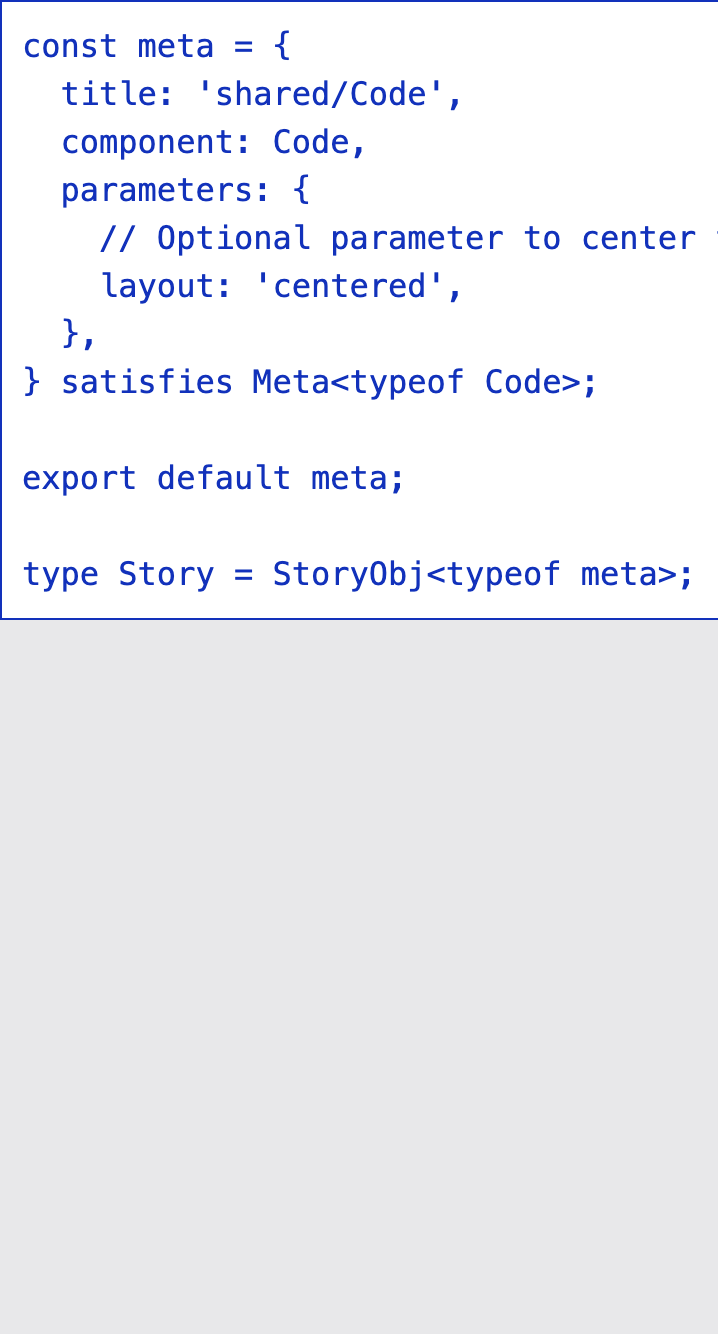 const meta = {
  title: 'shared/Code',
  component: Code,
  parameters: {
    // Optional parameter to center
    layout: 'centered',
  },
} satisfies Meta<typeof Code>;

export default meta;

type Story = StoryObj<typeof meta>;